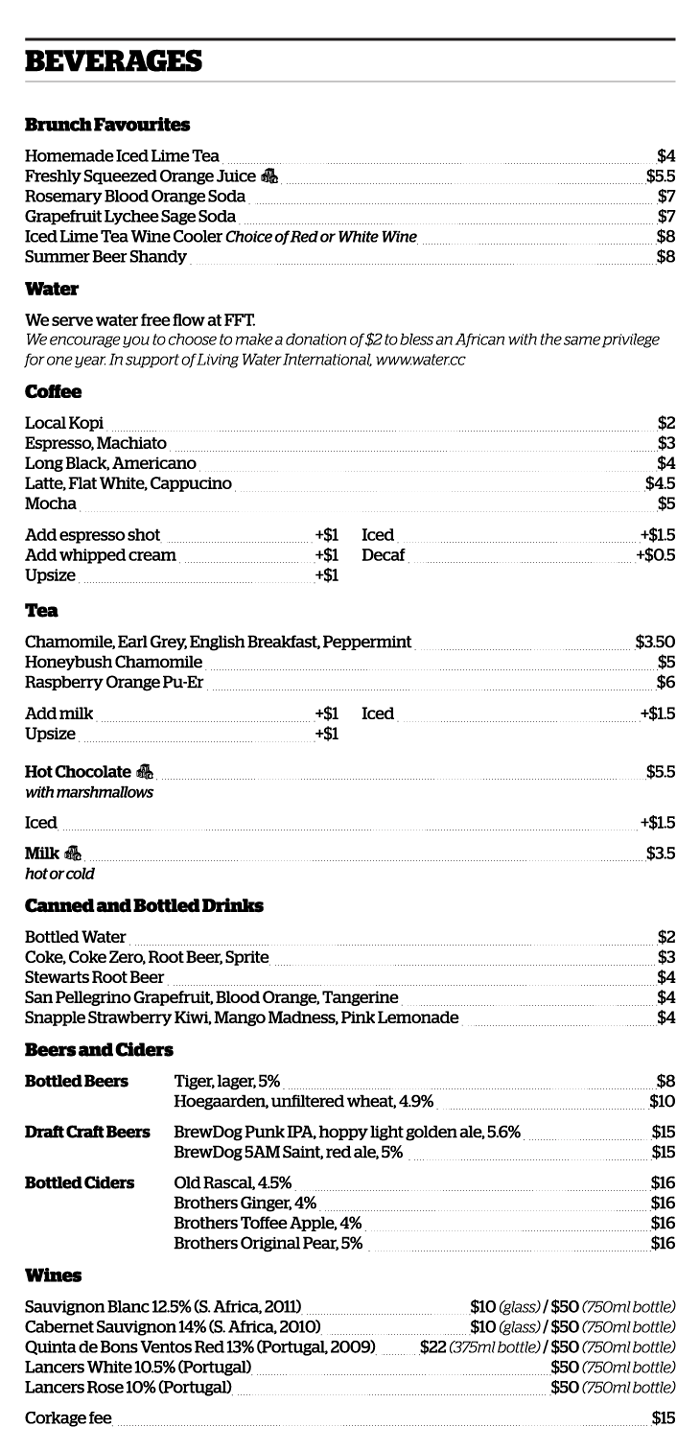 BEVERAGES
Brunch Favourites
Homemade Iced Lime Tea $4
Freshly Squeezed Orange Juice $5.5
Rosemary Blood Orange Soda $7
Grapefruit Lychee Sage Soda $7
Iced Lime Tea Wine Cooler Choice of Red or White Wine $8
Summer Beer Shandy $8
Water
We serve water free flow at FFT.
We encourage you to choose to make a donation of $2 to bless an African with the same privilege
for one year. In support of Living Water International, www.water.cc
Coffee
Local Kopi $2
Espresso, Machiato $3
Long Black, Americano $4
Latte, Flat White, Cappucino $4.5
Mocha $5
Add espresso shot +$1 Iced +$1.5
Add whipped cream +$1 Decaf +$0.5
Upsize +$1
Tea
Chamomile, Earl Grey, English Breakfast, Peppermint $3.50
Honeybush Chamomile $5
Raspberry Orange Pu-Er $6
Add milk +$1 Iced +$1.5
Upsize +$1
Hot Chocolate $5.5
with marshmallows
Iced +$1.5
Milk $3.5
hot or cold
Canned and Bottled Drinks
Bottled Water $2
Coke, Coke Zero, Root Beer, Sprite $3
Stewarts Root Beer $4
San Pellegrino Grapefruit, Blood Orange, Tangerine $4
Snapple Strawberry Kiwi, Mango Madness, Pink Lemonade $4
Beers and Ciders
Bottled Beers Tiger, lager, 5% $8
Hoegaarden, unfiltered wheat, 4.9% $10
Draft Craft Beers BrewDog Punk IPA, hoppy light golden ale, 5.6% $15
BrewDog 5AM Saint, red ale, 5% $15
Bottled Ciders Old Rascal, 4.5% $16
Brothers Ginger, 4% $16
Brothers Toffee Apple, 4% $16
Brothers Original Pear, 5% $16
Wines
Sauvignon Blanc 12.5% (S. Africa, 2011) $10 (glass) / $50 (750ml bottle)
Cabernet Sauvignon 14% (S. Africa, 2010) $10 (glass) / $50 (750ml bottle)
Quinta de Bons Ventos Red 13% (Portugal, 2009) $22 (375ml bottle) / $50 (750ml bottle)
Lancers White 10.5% (Portugal) $50 (750ml bottle)
Lancers Rose 10% (Portugal) $50 (750ml bottle)
Corkage fee $15